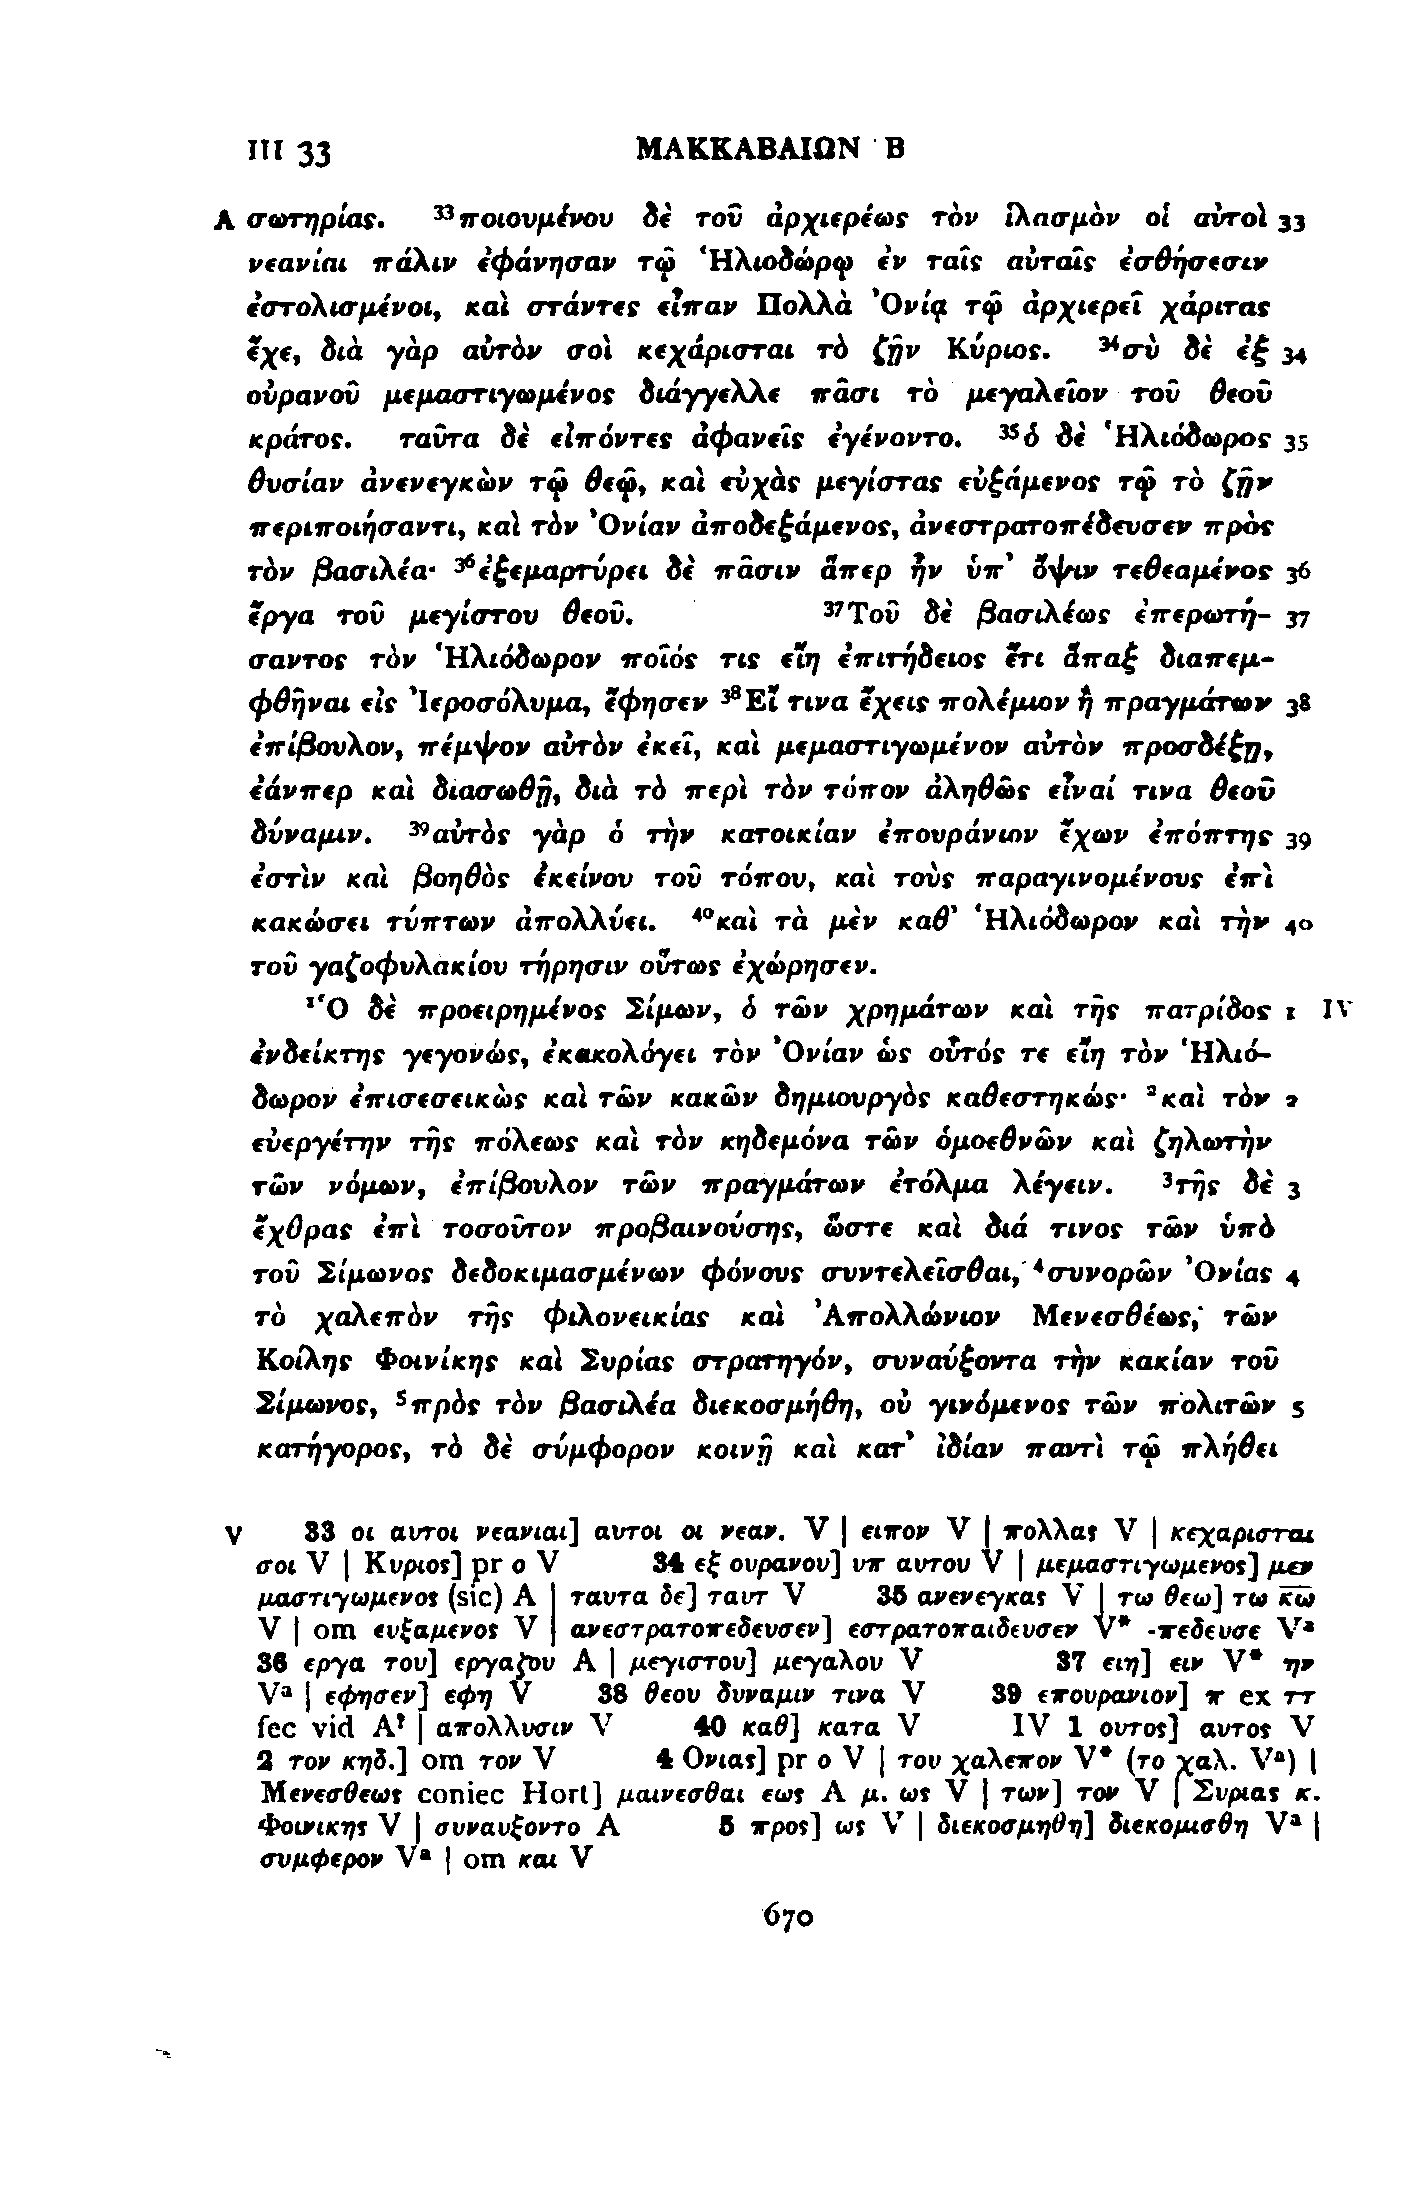 III 33 ΜΑΚΚΑΒΑΙΩΝ Β
A σωτηρίας. ³³ποιουμένου δὲ τοῦ ἀρχιερέως τὸν ἱλασμὸν οἱ αὐτοὶ 33
νεανίαι πάλιν ἐφάνησαν τῷ Ἡλιοδώρῳ ἐν ταῖς αὐταῖς ἐσθήσεσιν
ἐστολισμένοι, καὶ στάντες εἶπαν Πολλὰ Ὀνίᾳ τῷ ἀρχιερεῖ χάριτας
ἔχε, διὰ γὰρ αὐτὸν σοὶ κεχάρισται τὸ ζῇν Κύριος. ³⁴σὺ δὲ ἐξ 34
οὐρανοῦ μεμαστιγωμένος διάγγελλε πᾶσι τὸ μεγαλεῖον τοῦ θεοῦ
κράτος. ταῦτα δὲ εἰπόντες ἀφανεῖς ἐγένοντο. ³⁵ὁ δὲ Ἡλιόδωρος 35
θυσίαν ἀνενεγκὼν τῷ θεῷ, καὶ εὐχὰς μεγίστας εὐξάμενος τῷ τὸ ζῇν
περιποιήσαντι, καὶ τὸν Ὀνίαν ἀποδεξάμενος, ἀνεστρατοπέδευσεν πρὸς
τὸν βασιλέα· ³⁶ἐξεμαρτύρει δὲ πᾶσιν ἅπερ ἦν ὑπ’ ὄψιν τεθεαμένος 36
ἔργα τοῦ μεγίστου θεοῦ. ³⁷Τοῦ δὲ βασιλέως ἐπερωτή- 37
σαντος τὸν Ἡλιόδωρον ποῖός τις εἴη ἐπιτήδειος ἔτι ἅπαξ διαπεμ-
φθῆναι εἰς Ἰεροσόλυμα, ἔφησεν ³⁸Εἴ τινα ἔχεις πολέμιον ἢ πραγμάτων 38
ἐπίβουλον, πέμψον αὐτὸν ἐκεῖ, καὶ μεμαστιγωμένον αὐτὸν προσδέξῃ,
ἐάνπερ καὶ διασωθῇ, διὰ τὸ περὶ τὸν τόπον ἀληθῶς εἶναί τινα θεοῦ
δύναμιν. ³⁹αὐτὸς γὰρ ὁ τὴν κατοικίαν ἐπουράνιον ἔχων ἐπόπτης 39
ἐστὶν καὶ βοηθὸς ἐκείνου τοῦ τόπου, καὶ τοὺς παραγινομένους ἐπὶ
κακώσει τύπτων ἀπολλύει. ⁴⁰καὶ τὰ μὲν καθ’ Ἡλιόδωρον καὶ τὴν 40
τοῦ γαζοφυλακίου τήρησιν οὕτως ἐχώρησεν.
¹Ὁ δὲ προειρημένος Σίμων, ὁ τῶν χρημάτων καὶ τῆς πατρίδος 1 IV
ἐνδείκτης γεγονώς, ἐκακολόγει τὸν Ὀνίαν ὡς οὗτός τε εἴη τὸν Ἡλιό-
δωρον ἐπισεσεικὼς καὶ τῶν κακῶν δημιουργὸς καθεστηκώς· ²καὶ τὸν 2
εὐεργέτην τῆς πόλεως καὶ τὸν κηδεμόνα τῶν ὁμοεθνῶν καὶ ζηλωτὴν
τῶν νόμων, ἐπίβουλον τῶν πραγμάτων ἐτόλμα λέγειν. ³τῆς δὲ 3
ἔχθρας ἐπὶ τοσοῦτον προβαινούσης, ὥστε καὶ διά τινος τῶν ὑπὸ
τοῦ Σίμωνος δεδοκιμασμένων φόνους συντελεῖσθαι, ⁴συνορῶν Ὀνίας 4
τὸ χαλεπὸν τῆς φιλονεικίας καὶ Ἀπολλώνιον Μενεσθέως, τῶν
Κοίλης Φοινίκης καὶ Συρίας στρατηγόν, συναύξοντα τὴν κακίαν τοῦ
Σίμωνος, ⁵πρὸς τὸν βασιλέα διεκοσμήθη, οὐ γινόμενος τῶν πολιτῶν 5
κατήγορος, τὸ δὲ σύμφορον κοινῇ καὶ κατ’ ἰδίαν παντὶ τῷ πλήθει
V 33 οι αυτοι νεανιαι] αυτοι οι νεαν. V | ειπον V | πολλας V | κεχαρισται
σοι V | Κυριος] pr ο V 34 εξ ουρανου] υπ αυτου V | μεμαστιγωμενος] μεν
μαστιγωμενος (sic) A | ταυτα δε] ταυτ V 35 ανενεγκας V | τω θεω] τω κ̅ω̅
V | om ευξαμενος V | ανεστρατοπεδευσεν] εστρατοπαιδευσεν V* -πεδευσε Vᵃ
36 εργα του] εργαζου A | μεγιστου] μεγαλου V 37 ειη] ειν V* ην
Vᵃ | εφησεν] εφη V 38 θεου δυναμιν τινα V 39 επουρανιον] π ex ττ
fec vid A? | απολλυσιν V 40 καθ] κατα V IV 1 ουτος] αυτος V
2 τον κηδ.] om τον V 4 Ονιας] pr ο V | του χαλεπον V* (το χαλ. Vᵃ) |
Μενεσθεως coniec Hort] μαινεσθαι εως A μ. ως V | των] τον V | Συριας κ.
Φοινικης V | συναυξοντο A 5 προς] ως V | διεκοσμηθη] διεκομισθη Vᵃ |
συμφερον Vᵃ | om και V
670